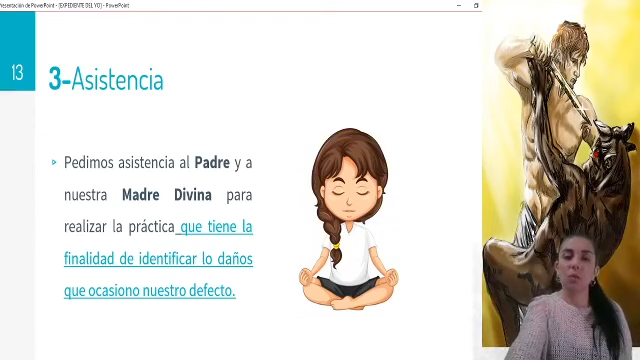 Presentación de PowerPoint - [EXPEDIENTE DEL YO] - PowerPoint
13
3-Asistencia
Pedimos asistencia al Padre y a
nuestra Madre Divina para
realizar la práctica que tiene la
finalidad de identificar lo daños
que ocasiono nuestro defecto.